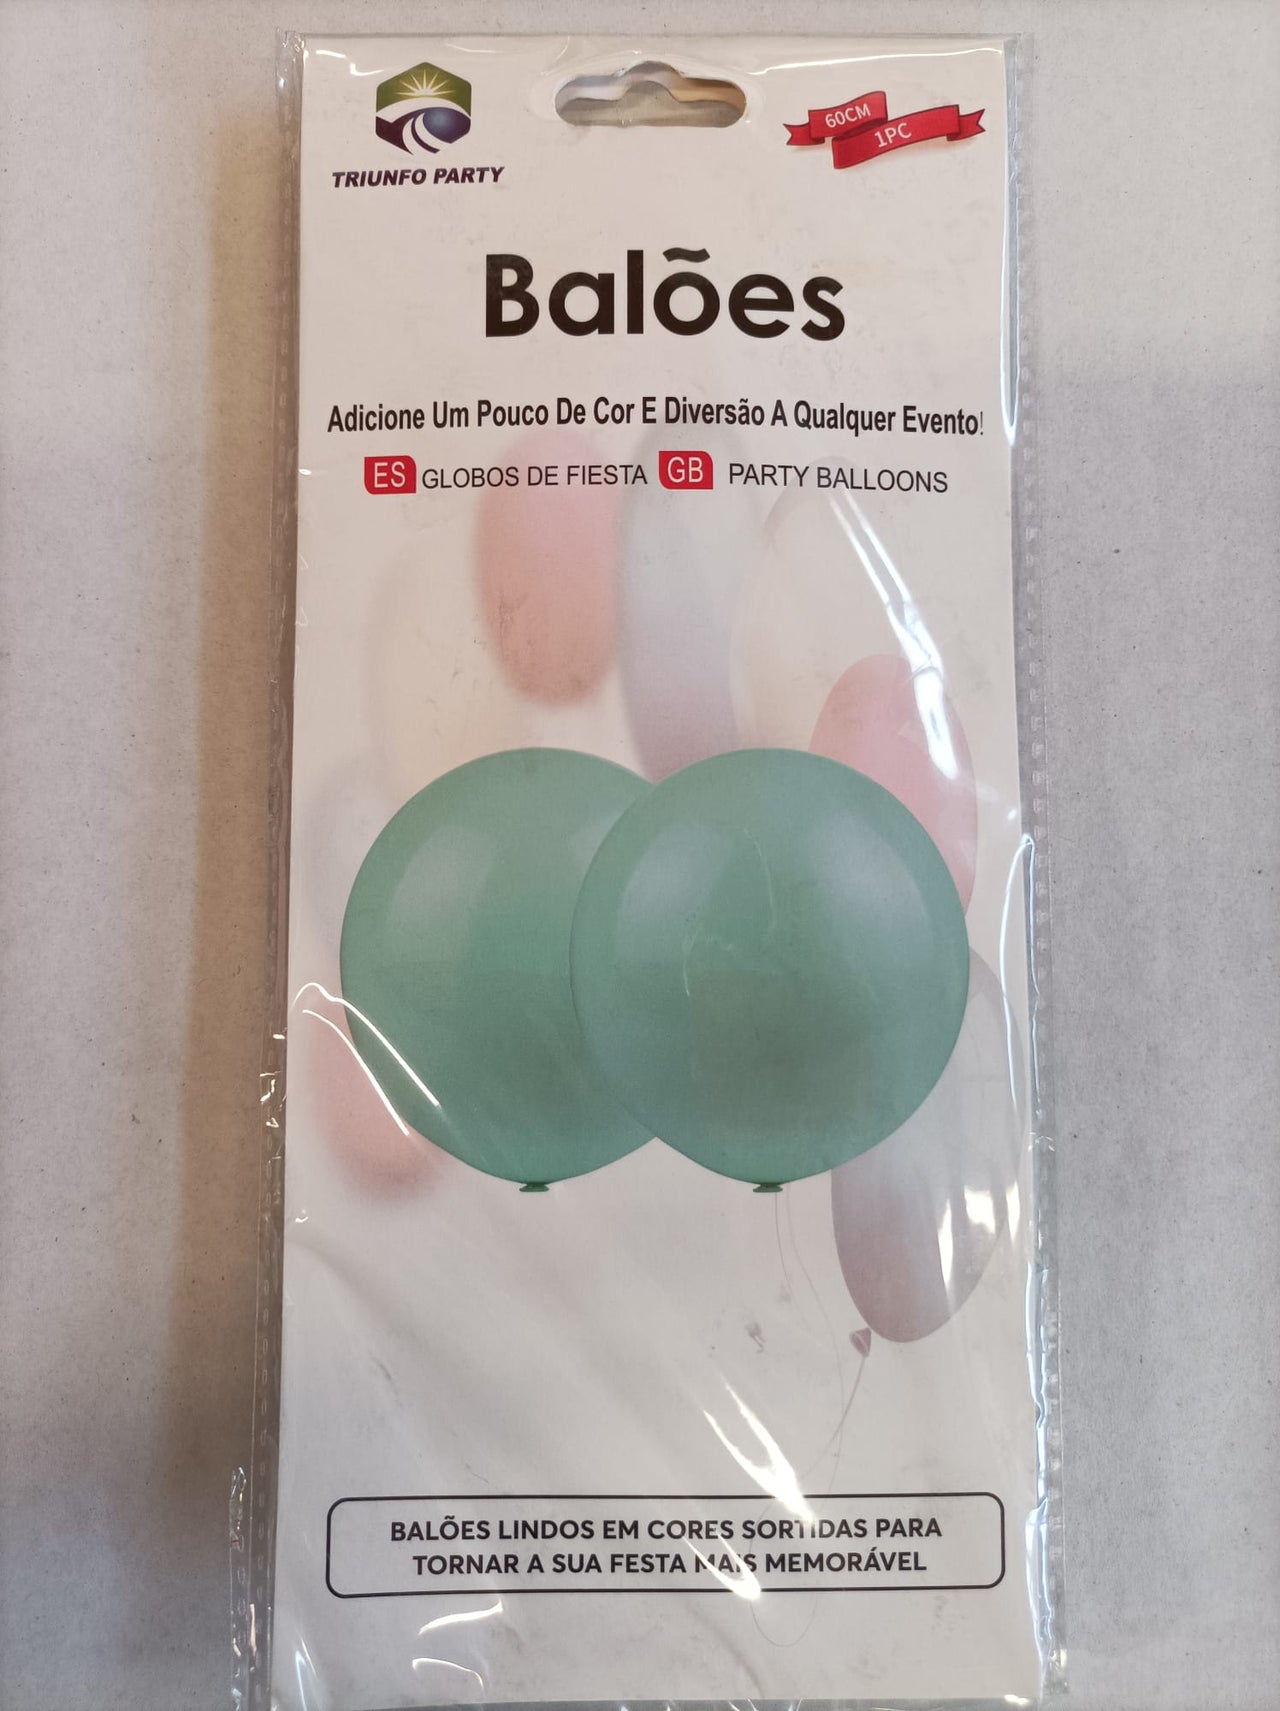 TRIUNFO PARTY
60CM
1PC
Balões
Adicione Um Pouco De Cor E Diversão A Qualquer Evento!
ES GLOBOS DE FIESTA GB PARTY BALLOONS
BALÕES LINDOS EM CORES SORTIDAS PARA
TORNAR A SUA FESTA MAIS MEMORÁVEL